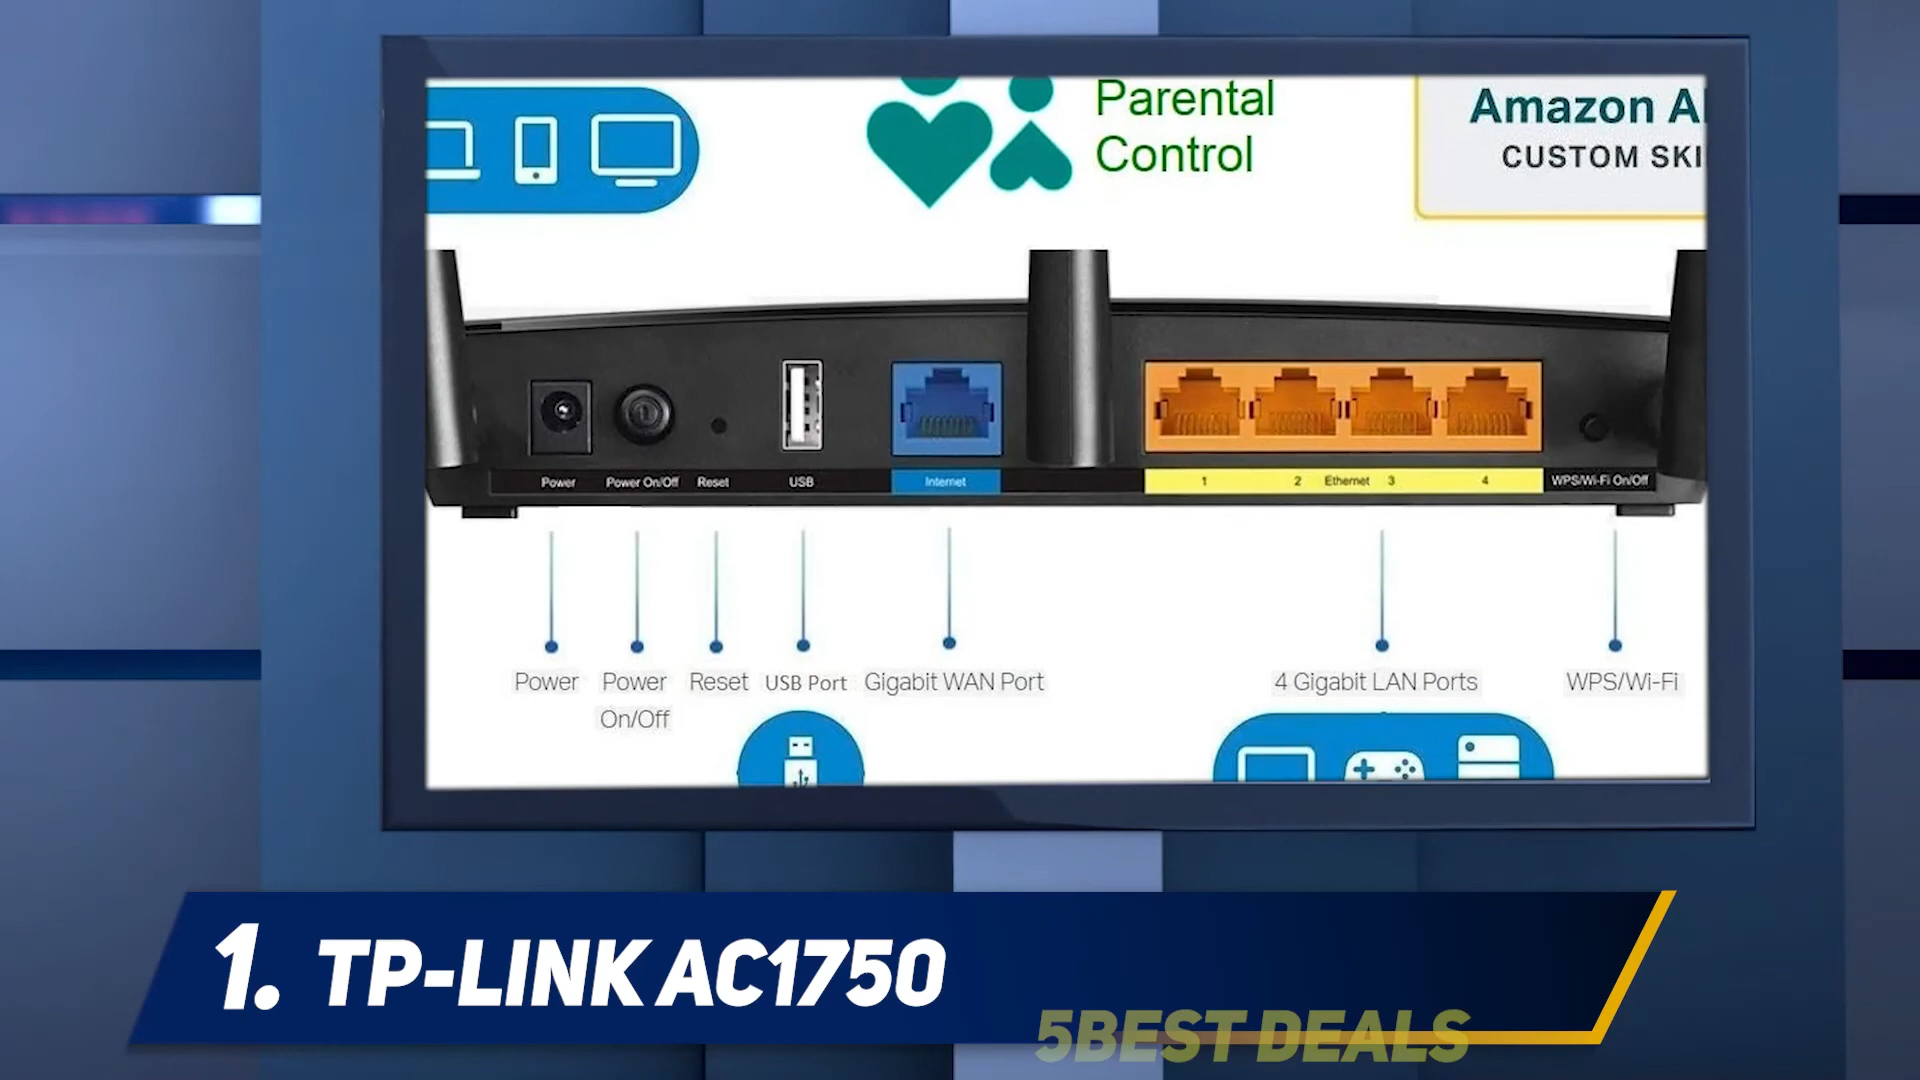 Parental
Control
Amazon Al
CUSTOM SKI
Power Power On/Off Reset USB Internet 1 2 Ethernet 3 4 WPS/Wi-Fi On/Off
Power Power On/Off Reset USB Port Gigabit WAN Port 4 Gigabit LAN Ports WPS/Wi-Fi
1. TP-LINK AC1750
5BEST DEALS